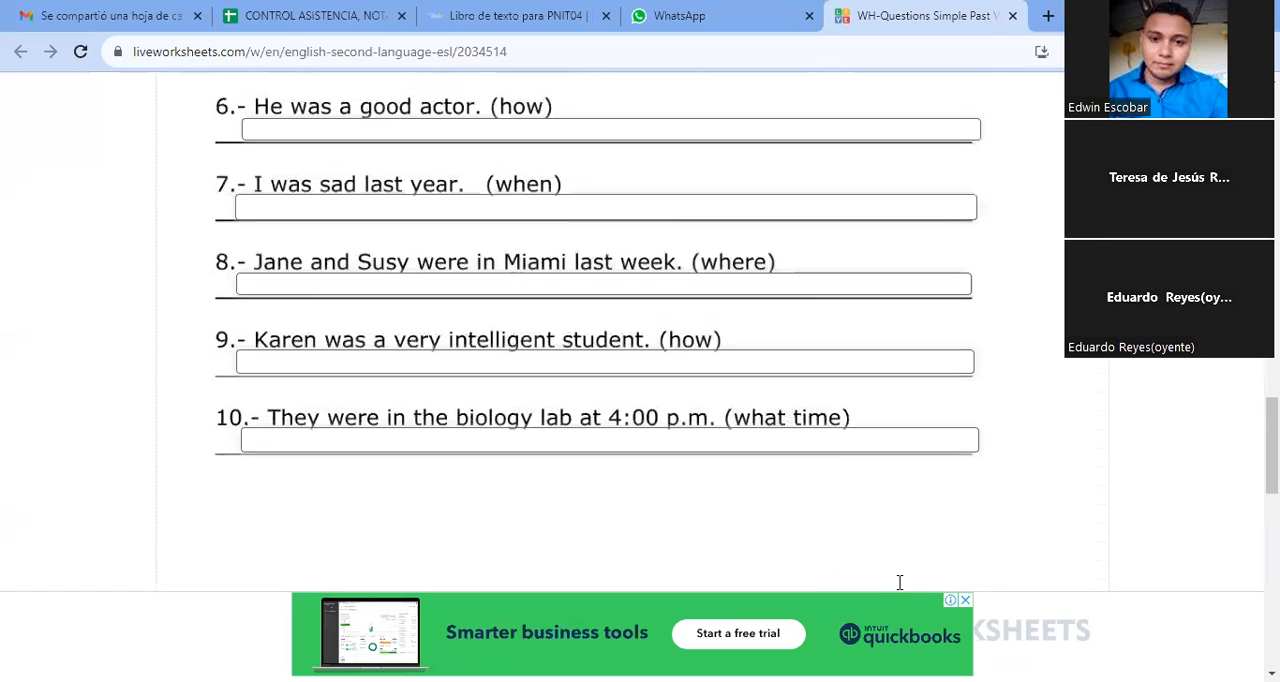 Se compartió una hoja de cá
CONTROL ASISTENCIA, NOTA
Libro de texto para PNIT04 |
WhatsApp
WH-Questions Simple Past V
liveworksheets.com/w/en/english-second-language-esl/2034514
6.- He was a good actor. (how)
7.- I was sad last year. (when)
8.- Jane and Susy were in Miami last week. (where)
9.- Karen was a very intelligent student. (how)
10.- They were in the biology lab at 4:00 p.m. (what time)
Smarter business tools
Start a free trial
INTUIT
quickbooks
KSHEETS
Edwin Escobar
Teresa de Jesús R...
Eduardo Reyes(oy...
Eduardo Reyes(oyente)